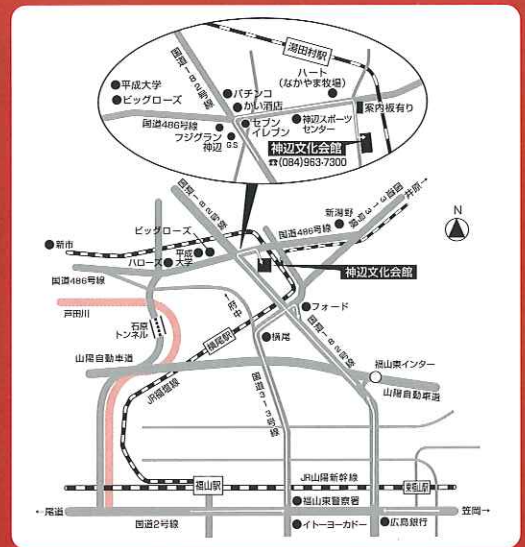 湯田村駅
国道182号線
ハート
(なかやま牧場)
平成大学
ビッグローズ
パチンコ
かい酒店
案内板有り
国道486号線
セブン
イレブン
神辺スポーツ
センター
フジグラン
神辺
G.S
神辺文化会館
☎(084)963-7300
国道182号線
国道313号線
井原→
新湯野
国道486号線
N
ビッグローズ
新市
平成
大学
ハローズ
神辺文化会館
国道486号線
←府中
フォード
戸田川
石原
トンネル
横尾駅
横尾
国道182号線
山陽自動車道
福山東インター
JR福塩線
国道313号線
山陽自動車道
福山駅
JR山陽新幹線
東福山駅
福山東警察署
←尾道
笠岡→
国道2号線
イトーヨーカドー
広島銀行